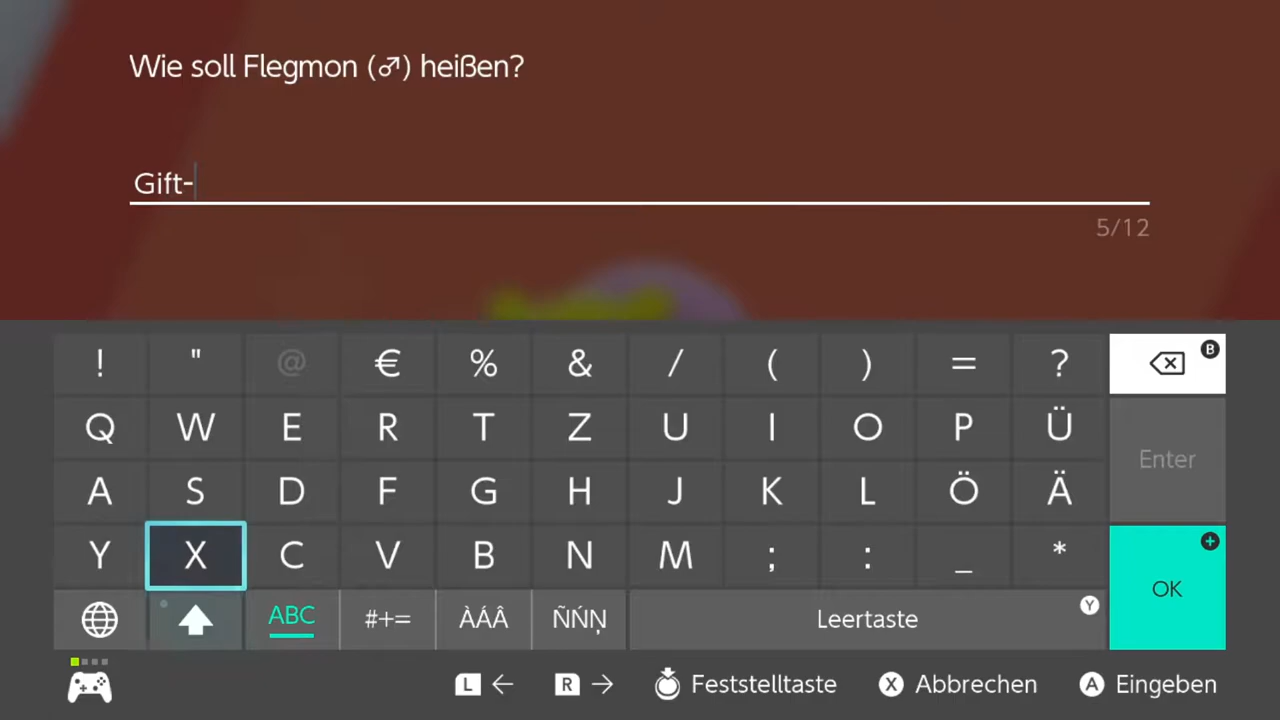 Wie soll Flegmon (♂) heißen?
Gift-
5/12
! " @ € % & / ( ) = ? B
Q W E R T Z U I O P Ü
Enter
A S D F G H J K L Ö Ä
Y X C V B N M ; : _ * +
OK
ABC #+= ÀÁÂ ÑŃŅ Leertaste Y
L ← R → Feststelltaste X Abbrechen A Eingeben